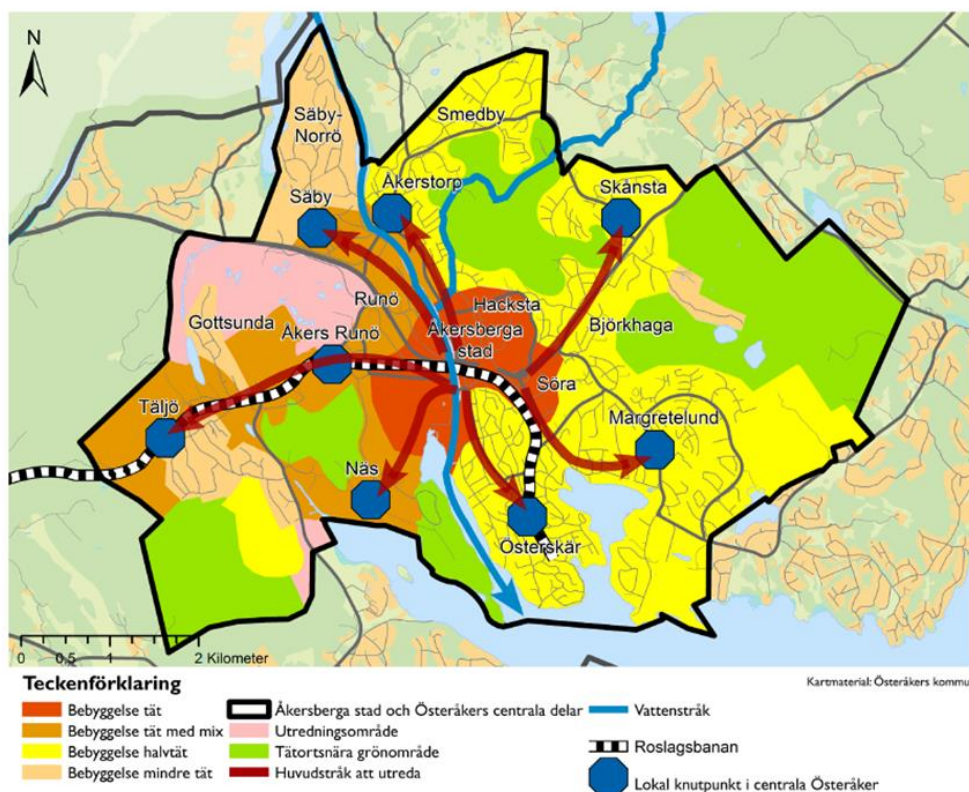 N
Säby-
Norrö
Smedby
Säby
Åkerstorp
Skånsta
Runö
Hacksta
Gottsunda
Åkers Runö
Åkersberga
stad
Björkhaga
Söra
Täljö
Margretelund
Näs
Österskär
0 0,5 1 2 Kilometer
Kartmaterial: Österåkers kommu
Teckenförklaring
Bebyggelse tät
Bebyggelse tät med mix
Bebyggelse halvtät
Bebyggelse mindre tät
Åkersberga stad och Österåkers centrala delar
Utredningsområde
Tätortsnära grönområde
Huvudstråk att utreda
Vattenstråk
Roslagsbanan
Lokal knutpunkt i centrala Österåker